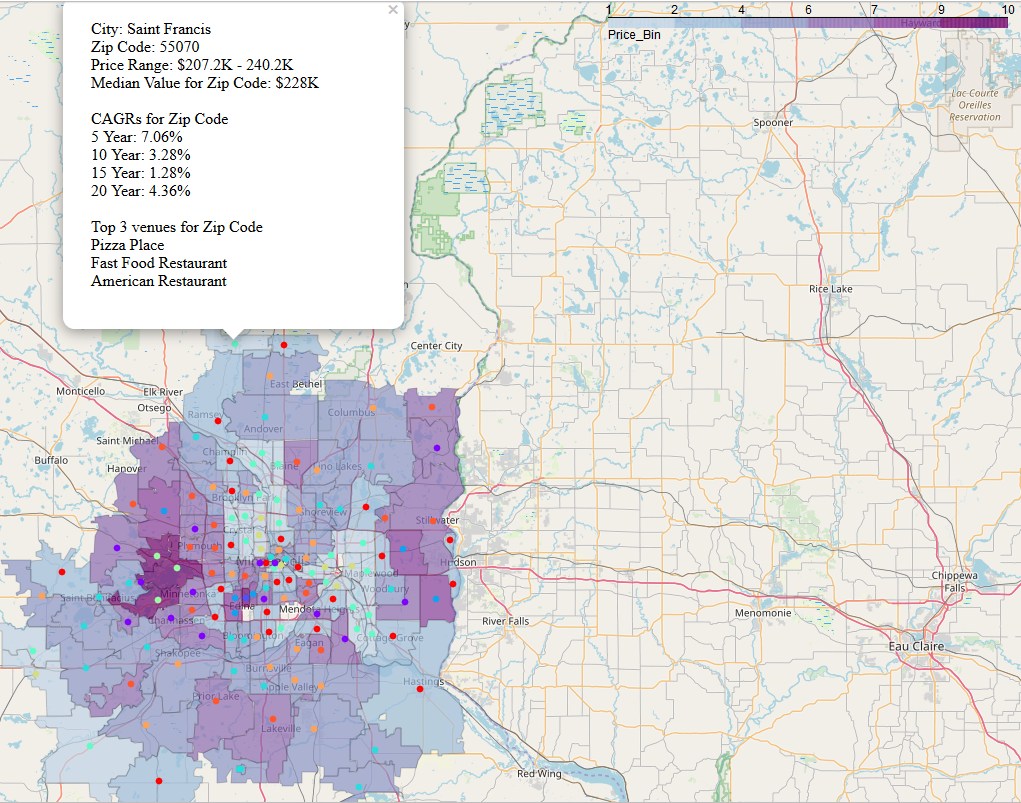 City: Saint Francis
Zip Code: 55070
Price Range: $207.2K - 240.2K
Median Value for Zip Code: $228K
CAGRs for Zip Code
5 Year: 7.06%
10 Year: 3.28%
15 Year: 1.28%
20 Year: 4.36%
Top 3 venues for Zip Code
Pizza Place
Fast Food Restaurant
American Restaurant
×
1 2 4 6 7 9 10
Hayward
Price_Bin
Lac-Courte
Oreilles
Reservation
Spooner
Rice Lake
Center City
East Bethel
Monticello
Elk River
Otsego
Ramsey
Columbus
Andover
Saint Michael
Champlin
Buffalo
Hanover
Blaine
Lino Lakes
Brooklyn Park
Shoreview
Crystal
Stillwater
Plymouth
Minneapolis
Hudson
Maplewood
Chippewa
Falls
Saint Bonifacius
Minnetonka
Woodbury
Edina
Mendota Heights
Menomonie
Chanhassen
River Falls
Bloomington
Cottage Grove
Eagan
Eau Claire
Shakopee
Burnsville
Hastings
Apple Valley
Prior Lake
Lakeville
Red Wing